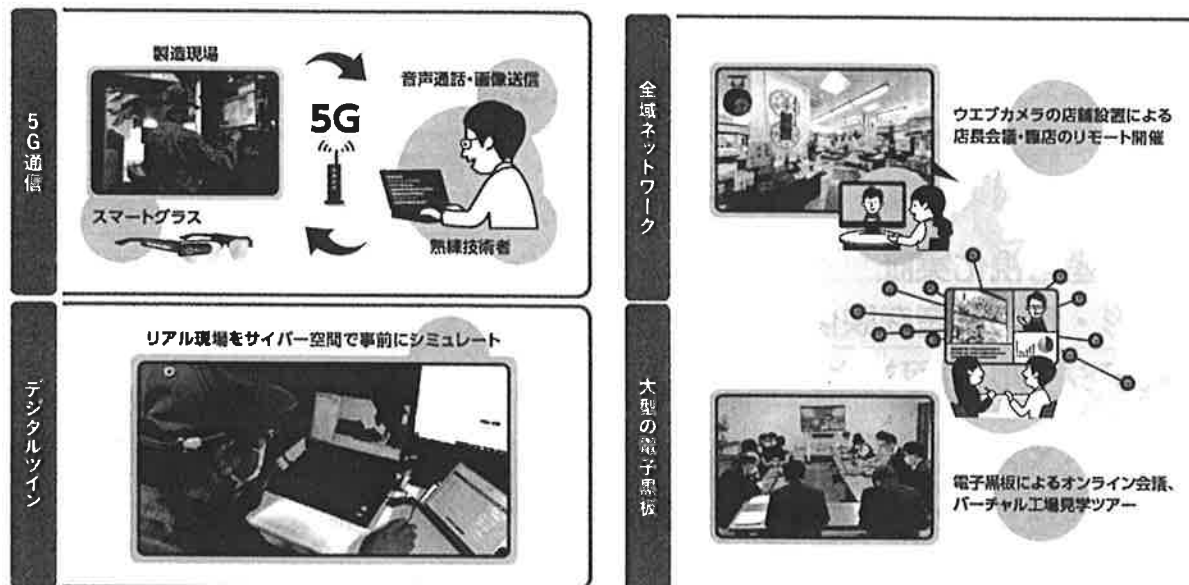 5G通信
製造現場
音声通話・画像送信
5G
スマートグラス
熟練技術者
デジタルツイン
リアル現場をサイバー空間で事前にシミュレート
全域ネットワーク
ウエブカメラの店舗設置による
店長会議・臨店のリモート開催
大型の電子黒板
電子黒板によるオンライン会議、
バーチャル工場見学ツアー